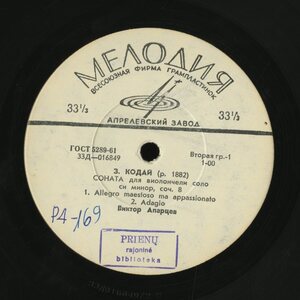 МЕЛОДИЯ
ВСЕСОЮЗНАЯ ФИРМА ГРАМПЛАСТИНОК
33⅓ 33⅓
АПРЕЛЕВСКИЙ ЗАВОД
ГОСТ 5289-61 Вторая гр.-1
33Д—016849 1-00
З. КОДАЙ (р. 1882)
СОНАТА для виолончели соло
си минор, соч. 8
1. Allegro maestoso ma appassionato
2. Adagio
Виктор Апарцев
РА-169
PRIENŲ
rajoninė
biblioteka